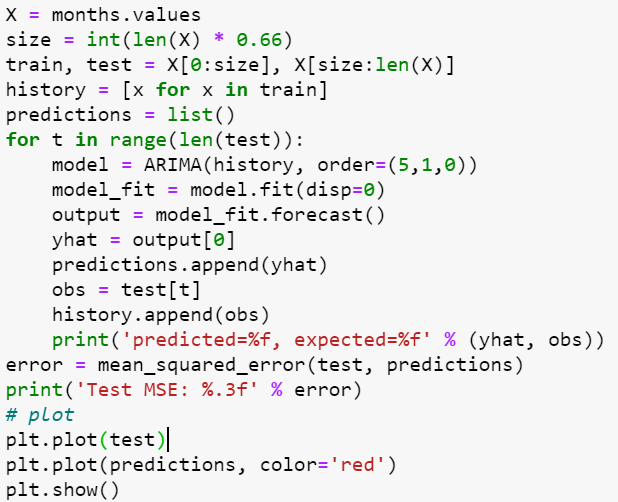 X = months.values
size = int(len(X) * 0.66)
train, test = X[0:size], X[size:len(X)]
history = [x for x in train]
predictions = list()
for t in range(len(test)):
    model = ARIMA(history, order=(5,1,0))
    model_fit = model.fit(disp=0)
    output = model_fit.forecast()
    yhat = output[0]
    predictions.append(yhat)
    obs = test[t]
    history.append(obs)
    print('predicted=%f, expected=%f' % (yhat, obs))
error = mean_squared_error(test, predictions)
print('Test MSE: %.3f' % error)
# plot
plt.plot(test)
plt.plot(predictions, color='red')
plt.show()